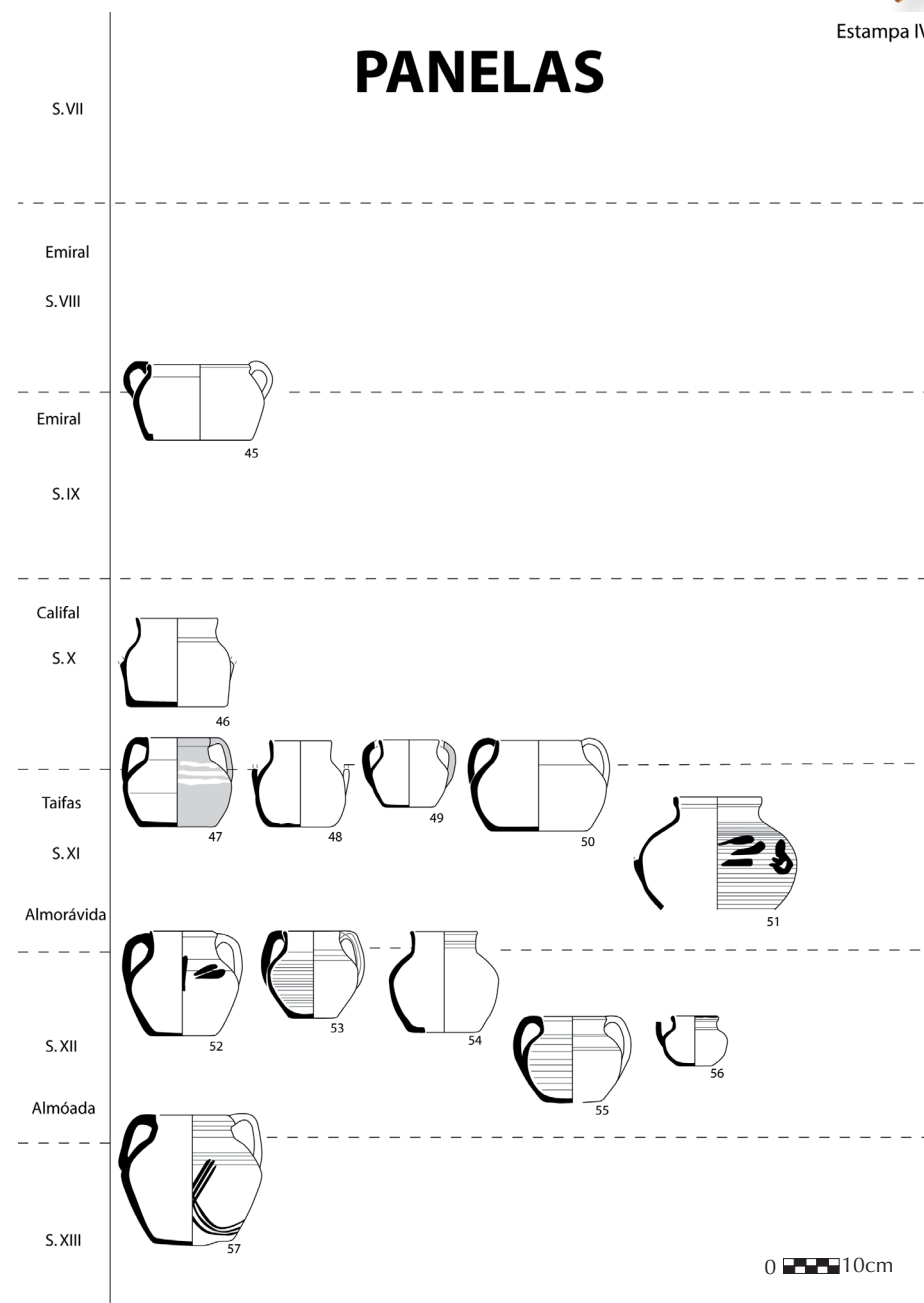 Estampa IV
PANELAS
S. VII
Emiral
S. VIII
Emiral
45
S. IX
Califal
S. X
46
47
48
49
50
Taifas
S. XI
51
Almorávida
52
53
54
S. XII
55
56
Almóada
57
S. XIII
0 10cm